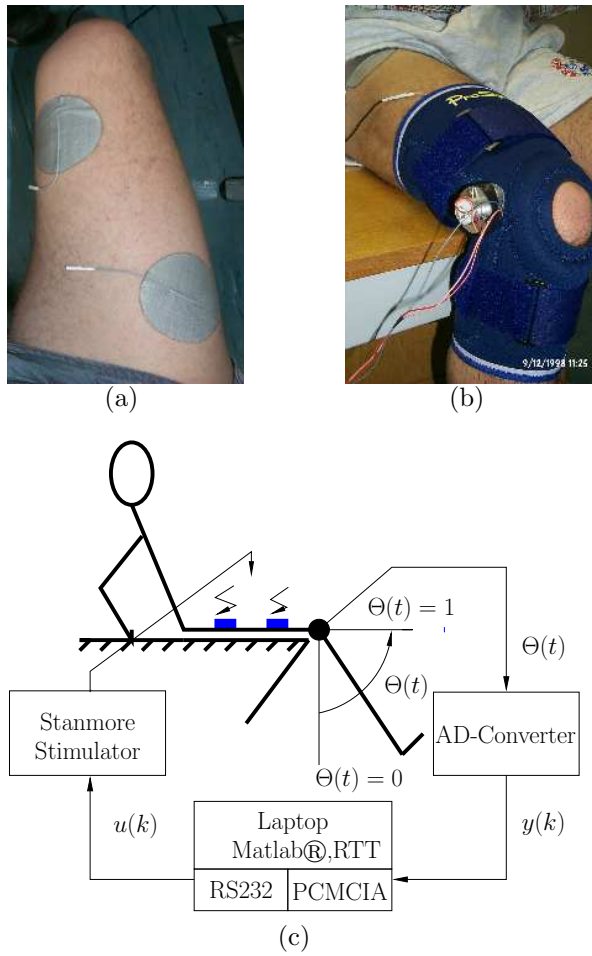 9/12/1998 11:25
(a)
(b)
Θ(t) = 1
Θ(t)
Θ(t)
Θ(t) = 0
Stanmore
Stimulator
AD-Converter
u(k)
y(k)
Laptop
Matlab®,RTT
RS232
PCMCIA
(c)